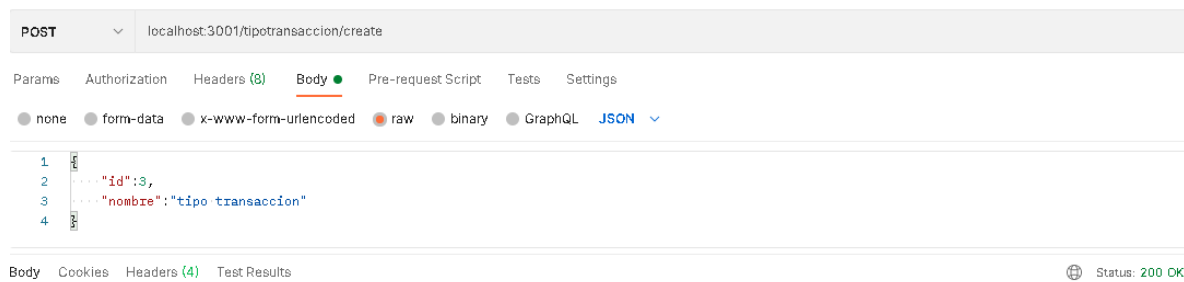 POST localhost:3001/tipotransaccion/create
Params Authorization Headers (8) Body Pre-request Script Tests Settings
none form-data x-www-form-urlencoded raw binary GraphQL JSON
1 {
2 "id":3,
3 "nombre":"tipo transaccion"
4 }
Body Cookies Headers (4) Test Results Status: 200 OK